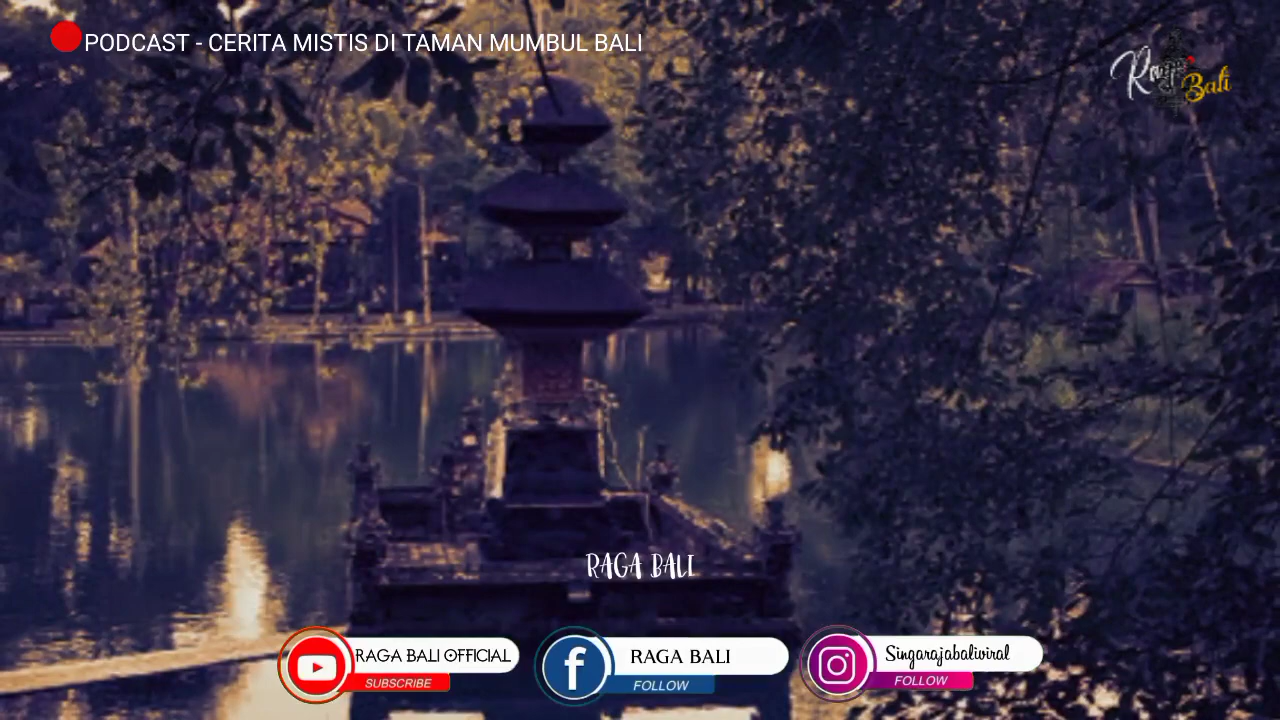 PODCAST - CERITA MISTIS DI TAMAN MUMBUL BALI
Raga
Bali
RAGA BALI
RAGA BALI OFFICIAL
SUBSCRIBE
RAGA BALI
FOLLOW
Singarajabaliviral
FOLLOW